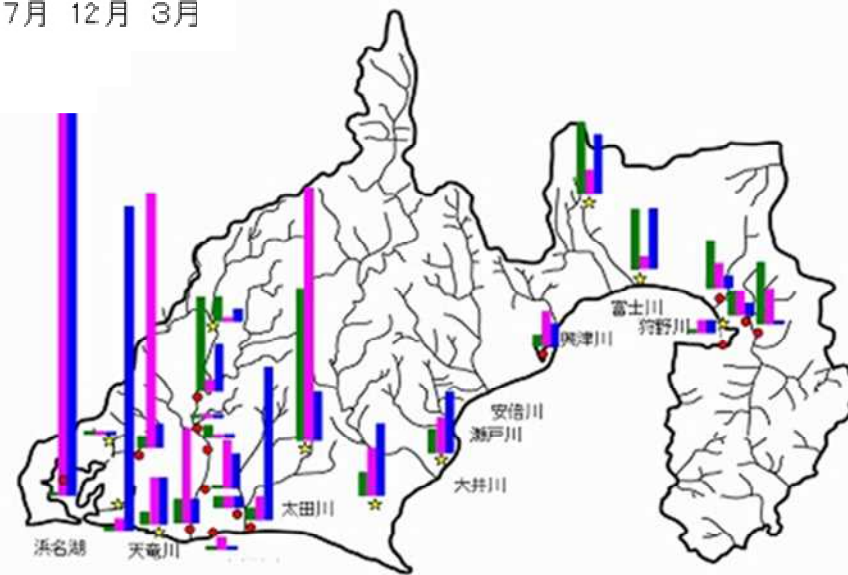 7月 12月 3月
富士川
狩野川
興津川
安倍川
瀬戸川
大井川
太田川
浜名湖
天竜川